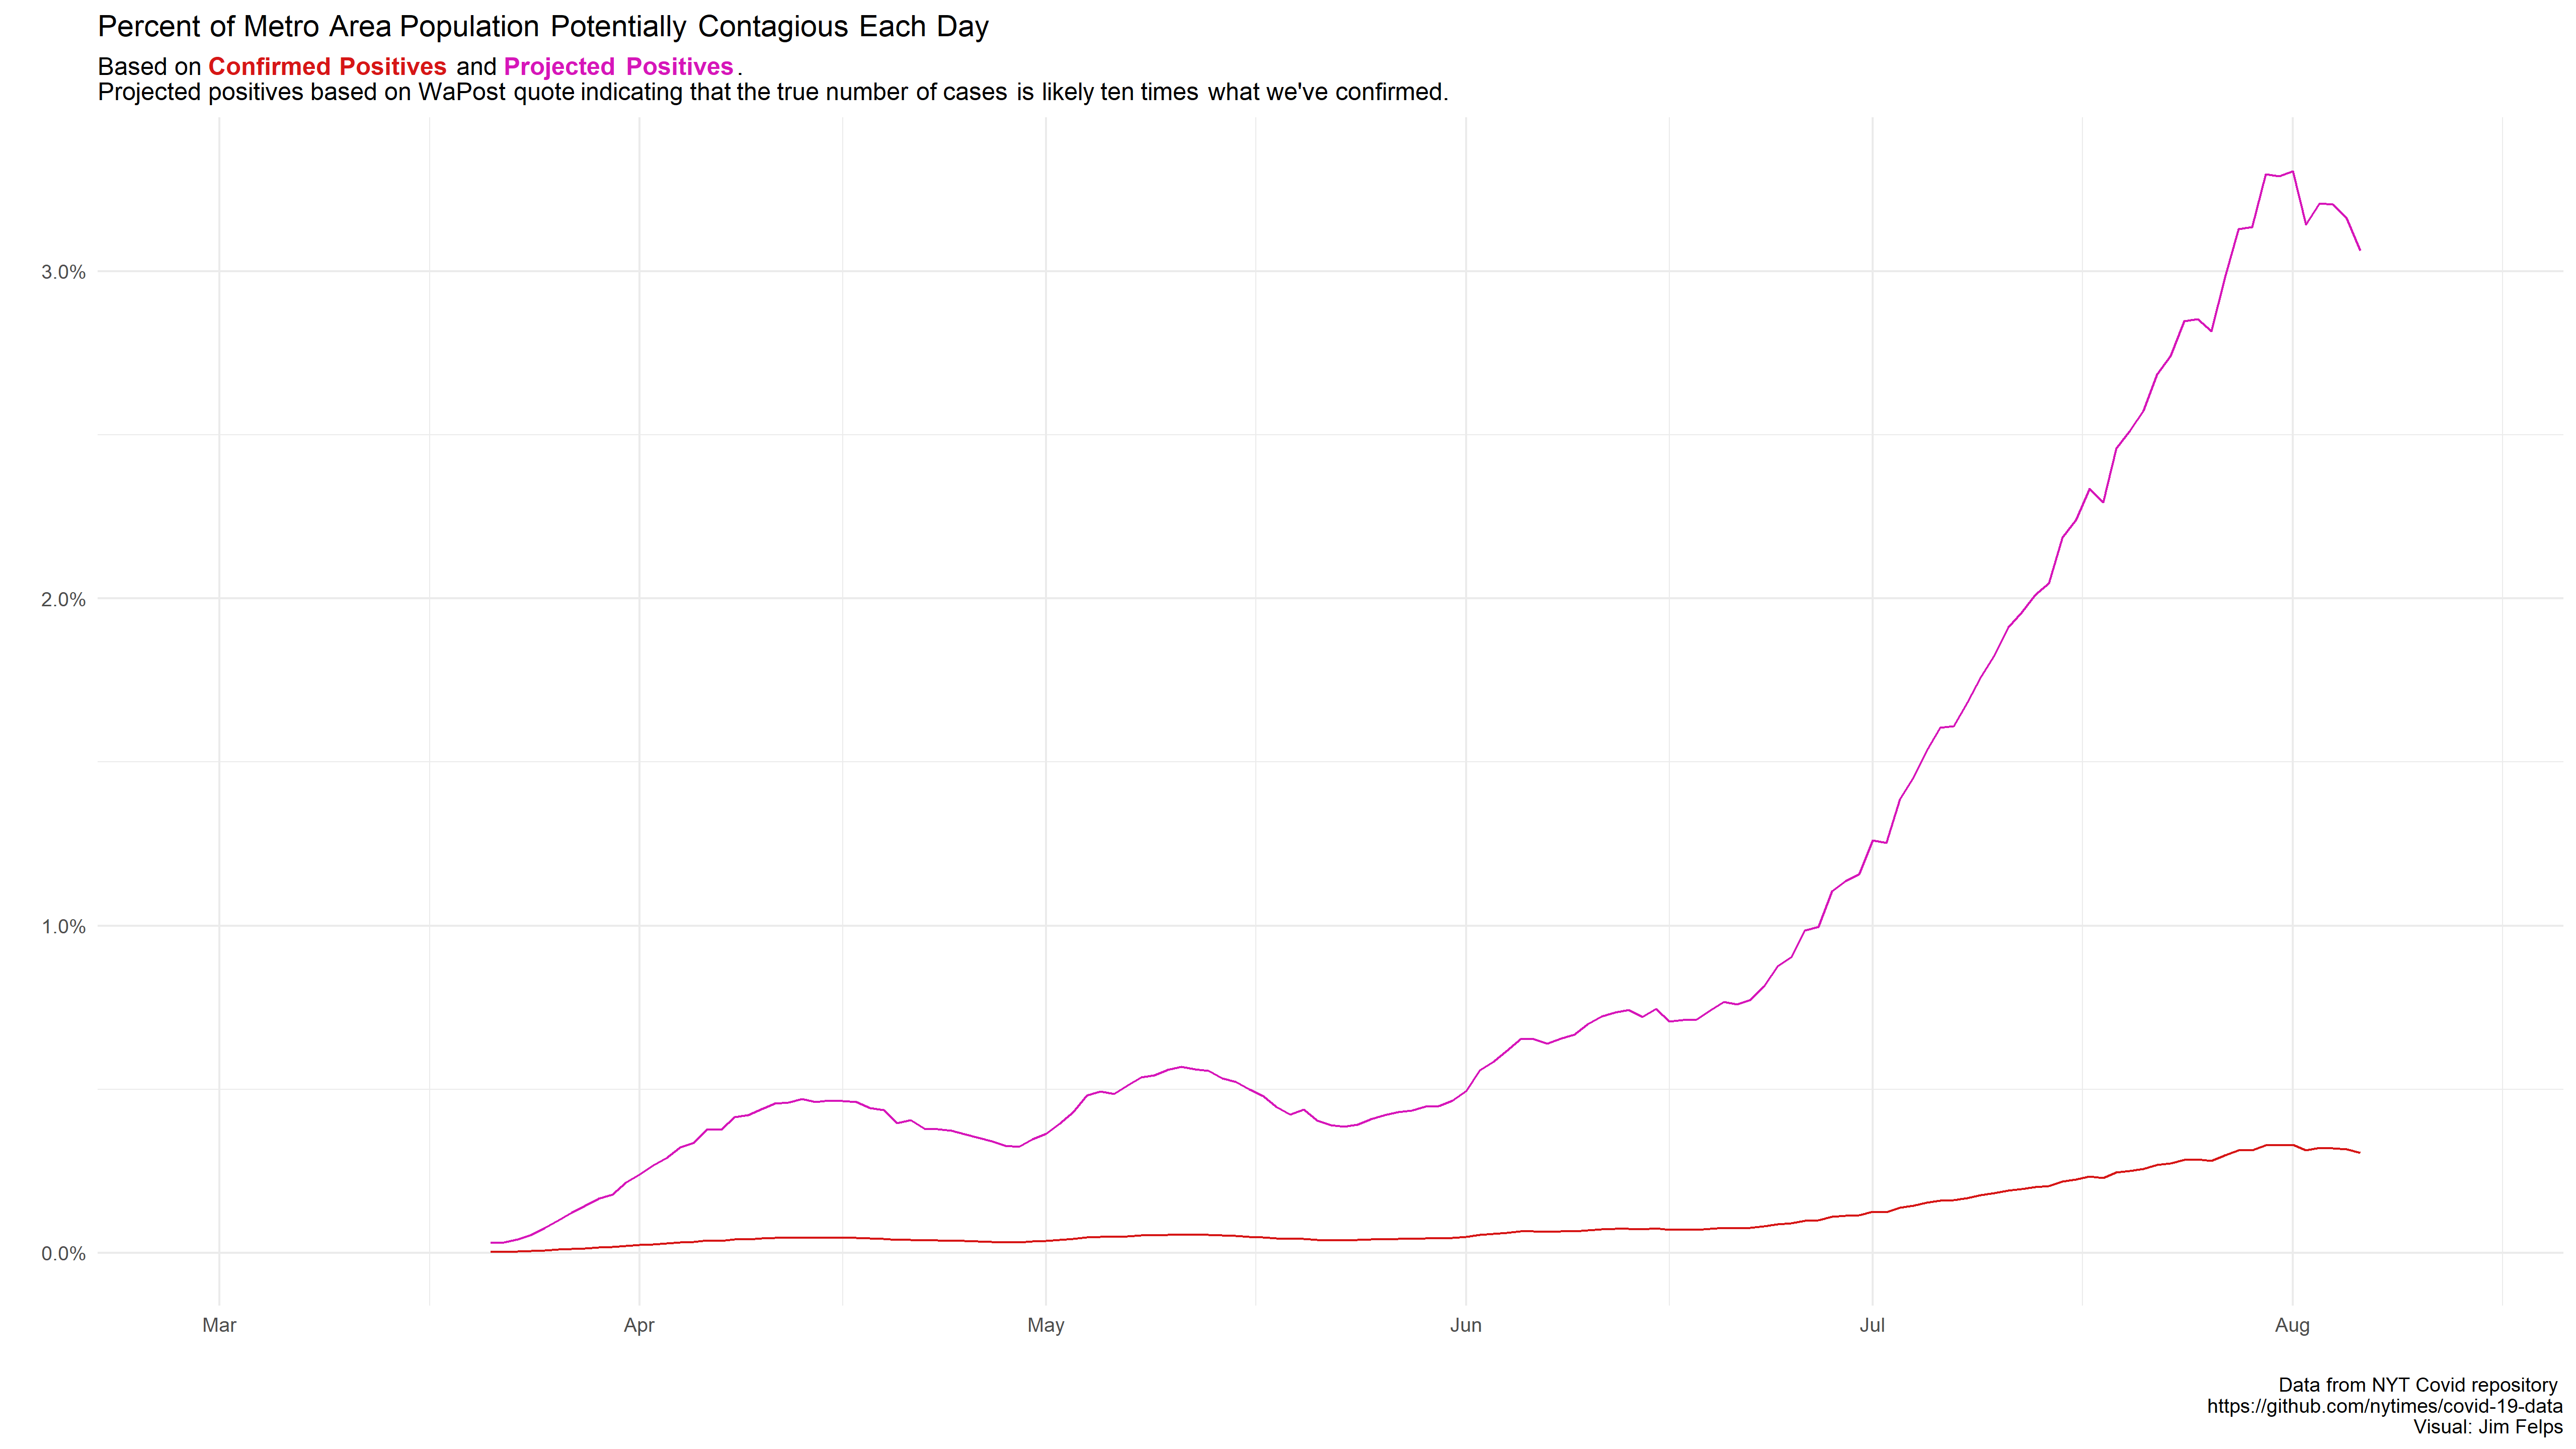 Percent of Metro Area Population Potentially Contagious Each Day
Based on Confirmed Positives and Projected Positives.
Projected positives based on WaPost quote indicating that the true number of cases is likely ten times what we've confirmed.
3.0%
2.0%
1.0%
0.0%
Mar Apr May Jun Jul Aug
Data from NYT Covid repository
https://github.com/nytimes/covid-19-data
Visual: Jim Felps